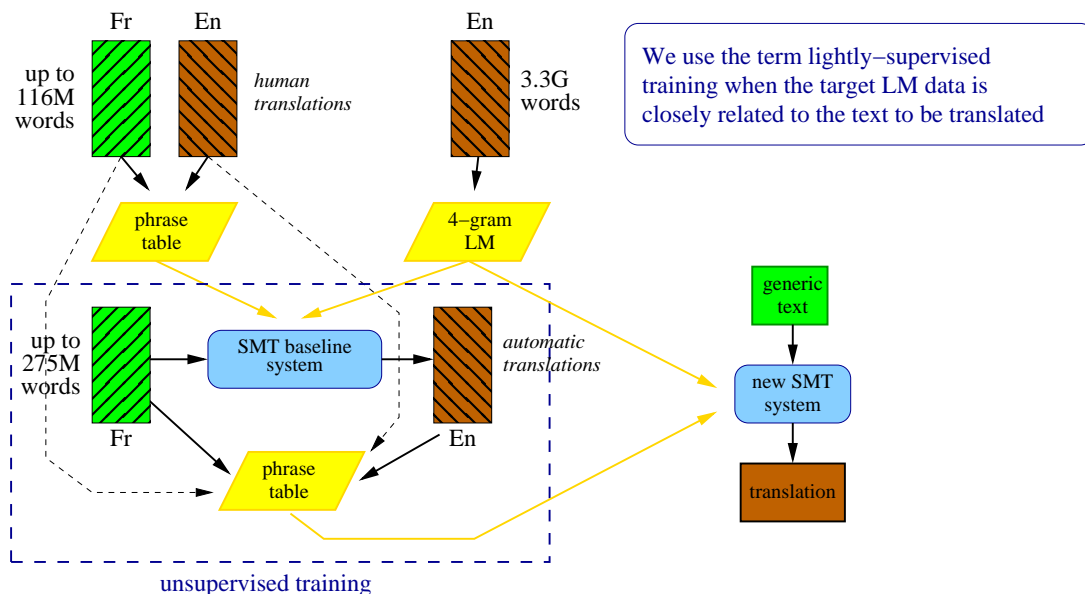 Fr
En
En
up to
116M
words
human
translations
3.3G
words
We use the term lightly−supervised
training when the target LM data is
closely related to the text to be translated
phrase
table
4−gram
LM
generic
text
up to
275M
words
SMT baseline
system
automatic
translations
new SMT
system
Fr
En
phrase
table
translation
unsupervised training